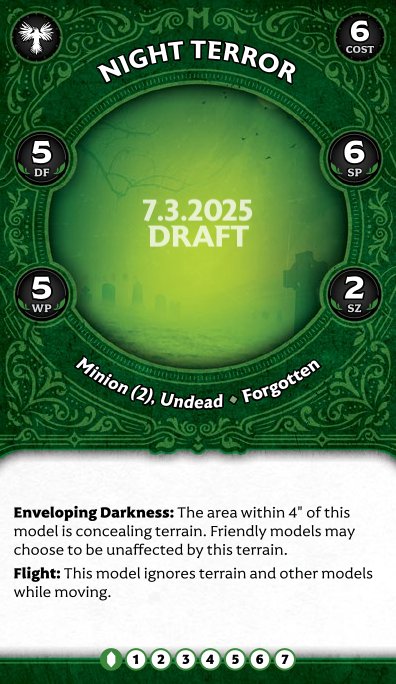 NIGHT TERROR
6
COST
5
DF
6
SP
7.3.2025
DRAFT
5
WP
2
SZ
Minion (2), Undead • Forgotten
Enveloping Darkness: The area within 4" of this
model is concealing terrain. Friendly models may
choose to be unaffected by this terrain.
Flight: This model ignores terrain and other models
while moving.
1 2 3 4 5 6 7